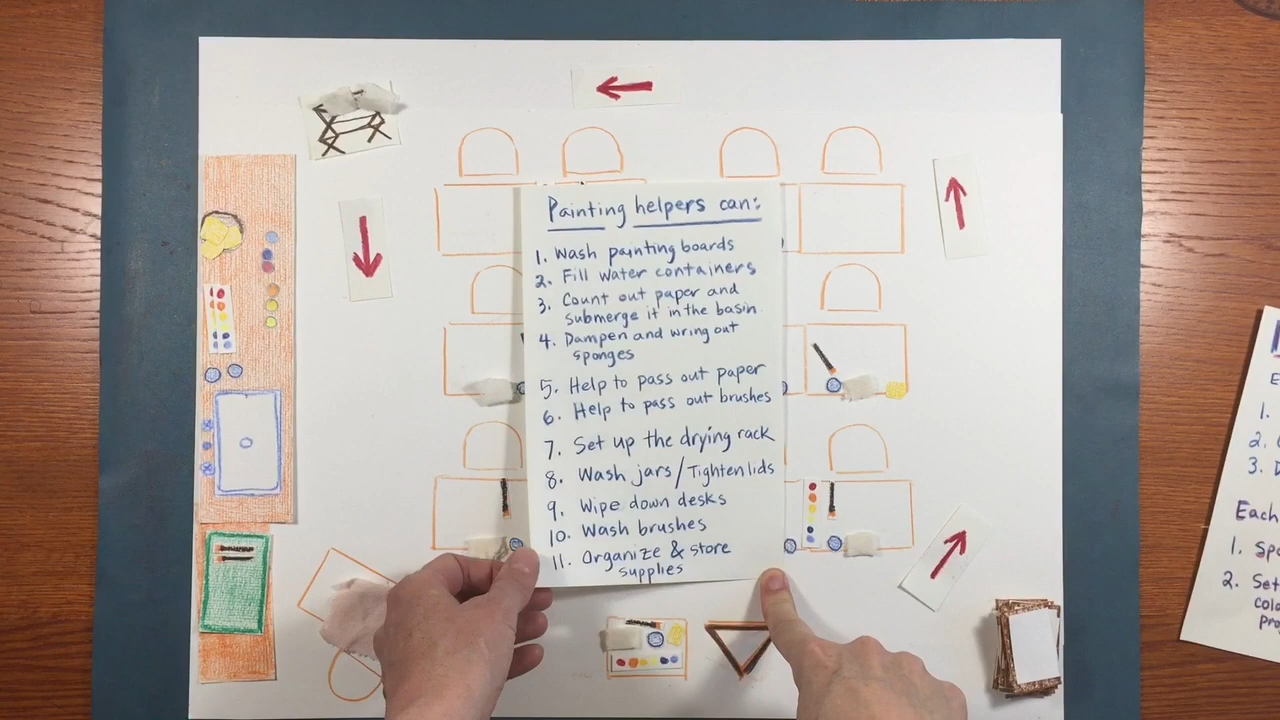 Painting helpers can:
1. Wash painting boards
2. Fill water containers
3. Count out paper and
submerge it in the basin.
4. Dampen and wring out
sponges
5. Help to pass out paper
6. Help to pass out brushes
7. Set up the drying rack
8. Wash jars/Tighten lids
9. Wipe down desks
10. Wash brushes
11. Organize & store
supplies
E
1.
2.
3.
Each
1.
2. Set